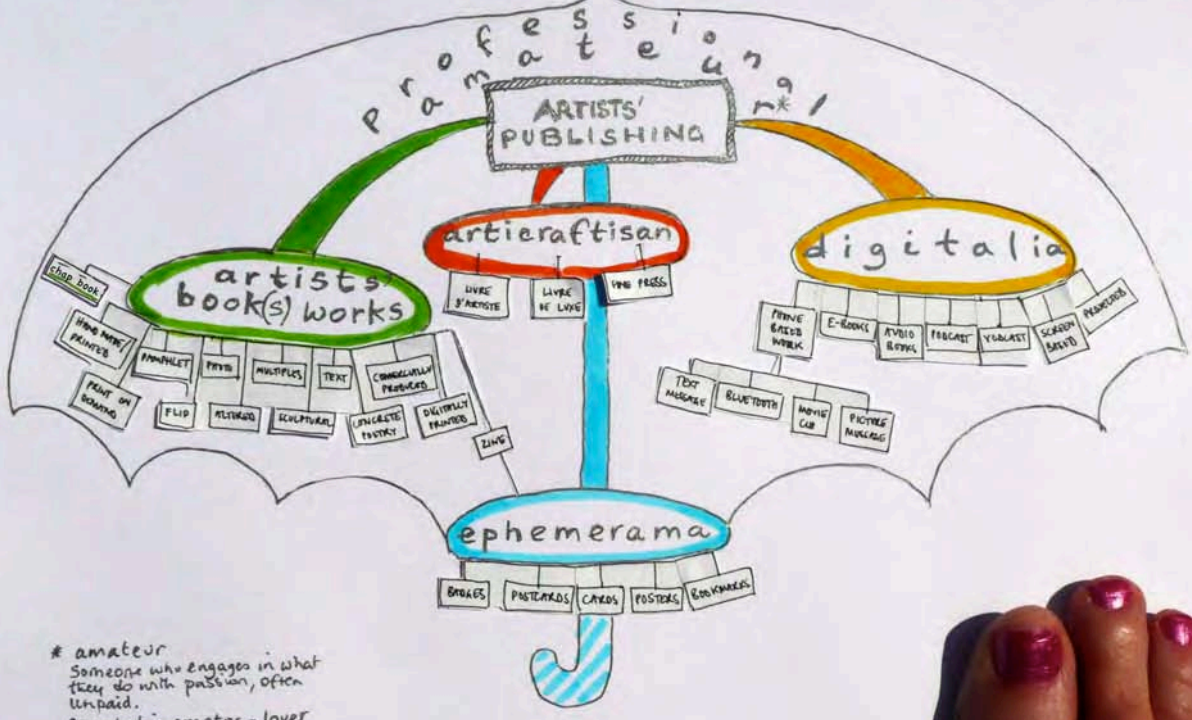 professional
amateur*
ARTISTS'
PUBLISHING
artists'
book(s) works
articraftisan
digitalia
chap book
HAND MADE/
PRINTED
PRINT ON
DEMAND
PAMPHLET
FLIP
PHOTO
ALTERED
MULTIPLES
SCULPTURAL
TEXT
CONCRETE
POETRY
COMMERCIALLY
PRODUCED
DIGITALLY
PRINTED
ZINE
LIVRE
D'ARTISTE
LIVRE
DE LUXE
FINE PRESS
PHONE
BASED
WORK
E-BOOKS
AUDIO
BOOKS
PODCAST
VODCAST
SCREEN
BASED
PROJECTED
TEXT
MESSAGE
BLUETOOTH
MOVIE
CLIP
PICTURE
MESSAGE
ephemerama
BADGES
POSTCARDS
CARDS
POSTERS
BOOKMARKS
* amateur
Someone who engages in what
they do with passion, often
unpaid.
lover